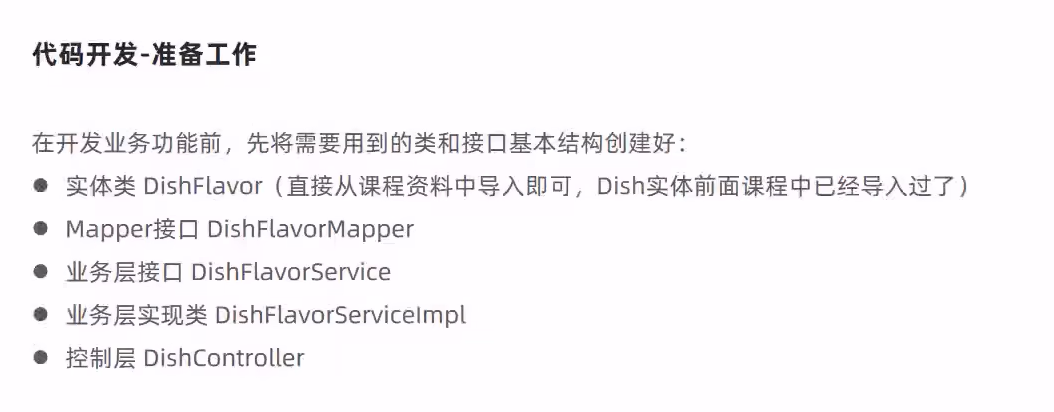 代码开发-准备工作
在开发业务功能前，先将需要用到的类和接口基本结构创建好：
● 实体类 DishFlavor（直接从课程资料中导入即可，Dish实体前面课程中已经导入过了）
● Mapper接口 DishFlavorMapper
● 业务层接口 DishFlavorService
● 业务层实现类 DishFlavorServiceImpl
● 控制层 DishController